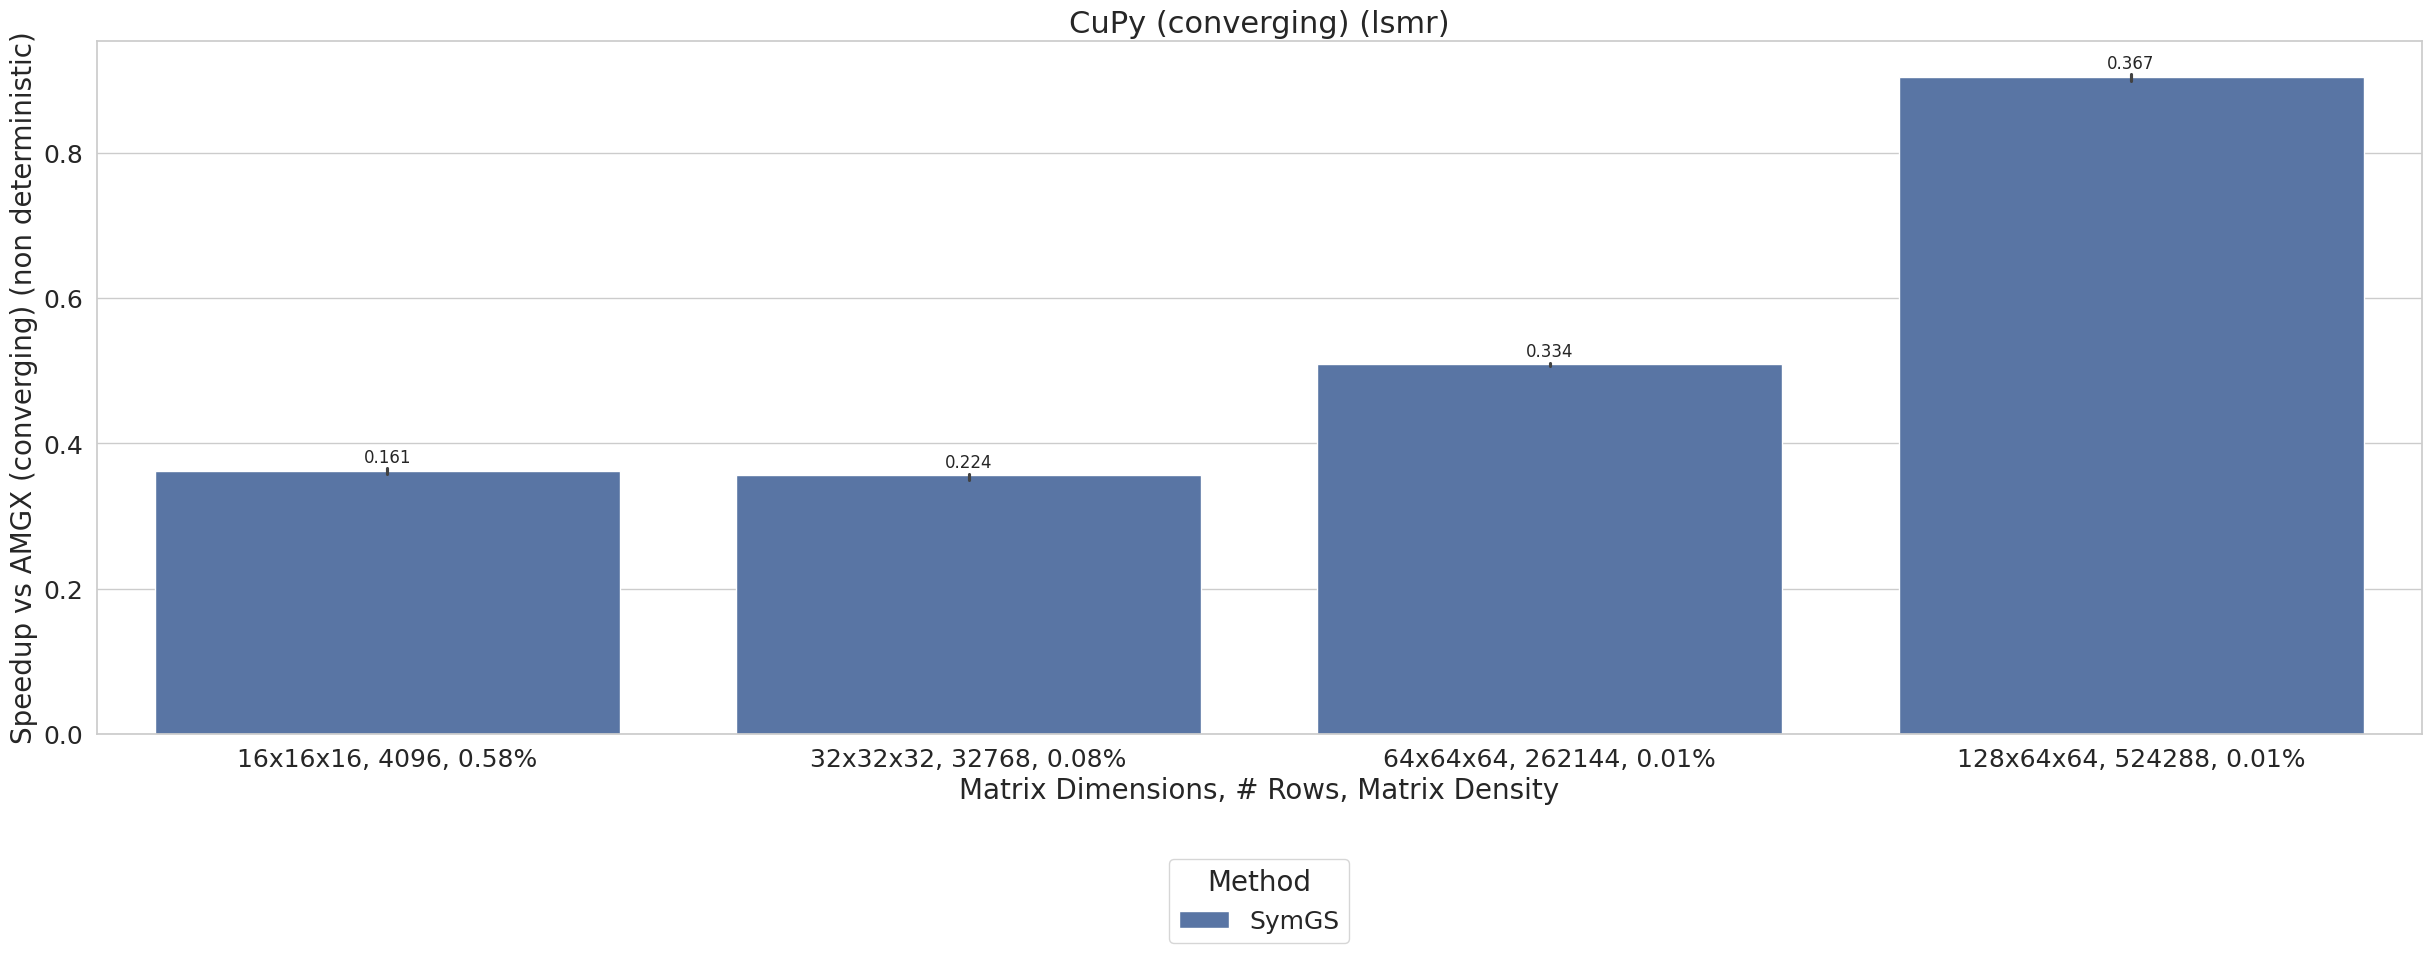 CuPy (converging) (lsmr)
Speedup vs AMGX (converging) (non deterministic)
0.8
0.6
0.4
0.2
0.0
0.161
0.224
0.334
0.367
16x16x16, 4096, 0.58%
32x32x32, 32768, 0.08%
64x64x64, 262144, 0.01%
128x64x64, 524288, 0.01%
Matrix Dimensions, # Rows, Matrix Density
Method
SymGS